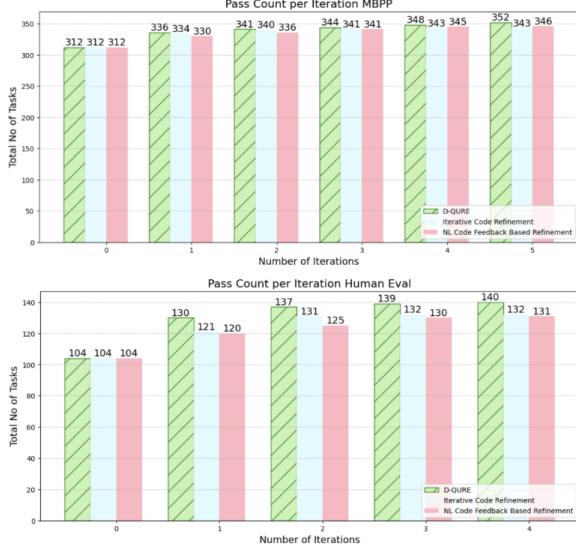 Pass Count per Iteration MBPP
Total No of Tasks
350
300
250
200
150
100
50
0
312 312 312
336 334 330
341 340 336
344 341 341
348 343 345
352 343 346
D-QURE
Iterative Code Refinement
NL Code Feedback Based Refinement
0 1 2 3 4 5
Number of Iterations
Pass Count per Iteration Human Eval
Total No of Tasks
140
120
100
80
60
40
20
0
104 104 104
130 121 120
137 131 125
139 132 130
140 132 131
D-QURE
Iterative Code Refinement
NL Code Feedback Based Refinement
0 1 2 3 4
Number of Iterations